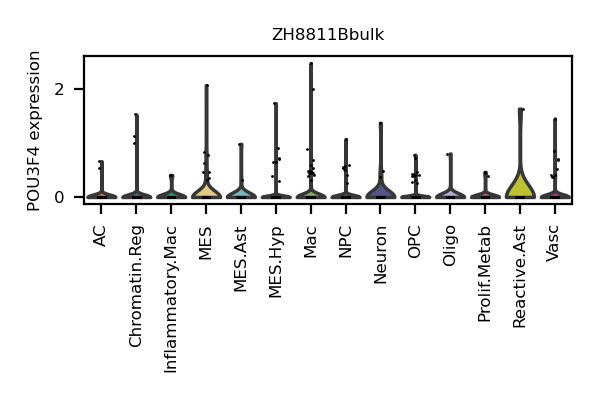 ZH8811Bbulk
POU3F4 expression
2
0
AC
Chromatin.Reg
Inflammatory.Mac
MES
MES.Ast
MES.Hyp
Mac
NPC
Neuron
OPC
Oligo
Prolif.Metab
Reactive.Ast
Vasc